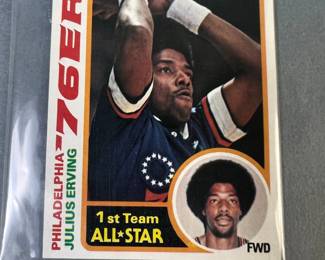 PHILADELPHIA
76ERS
JULIUS ERVING
1st Team
ALL★STAR
FWD